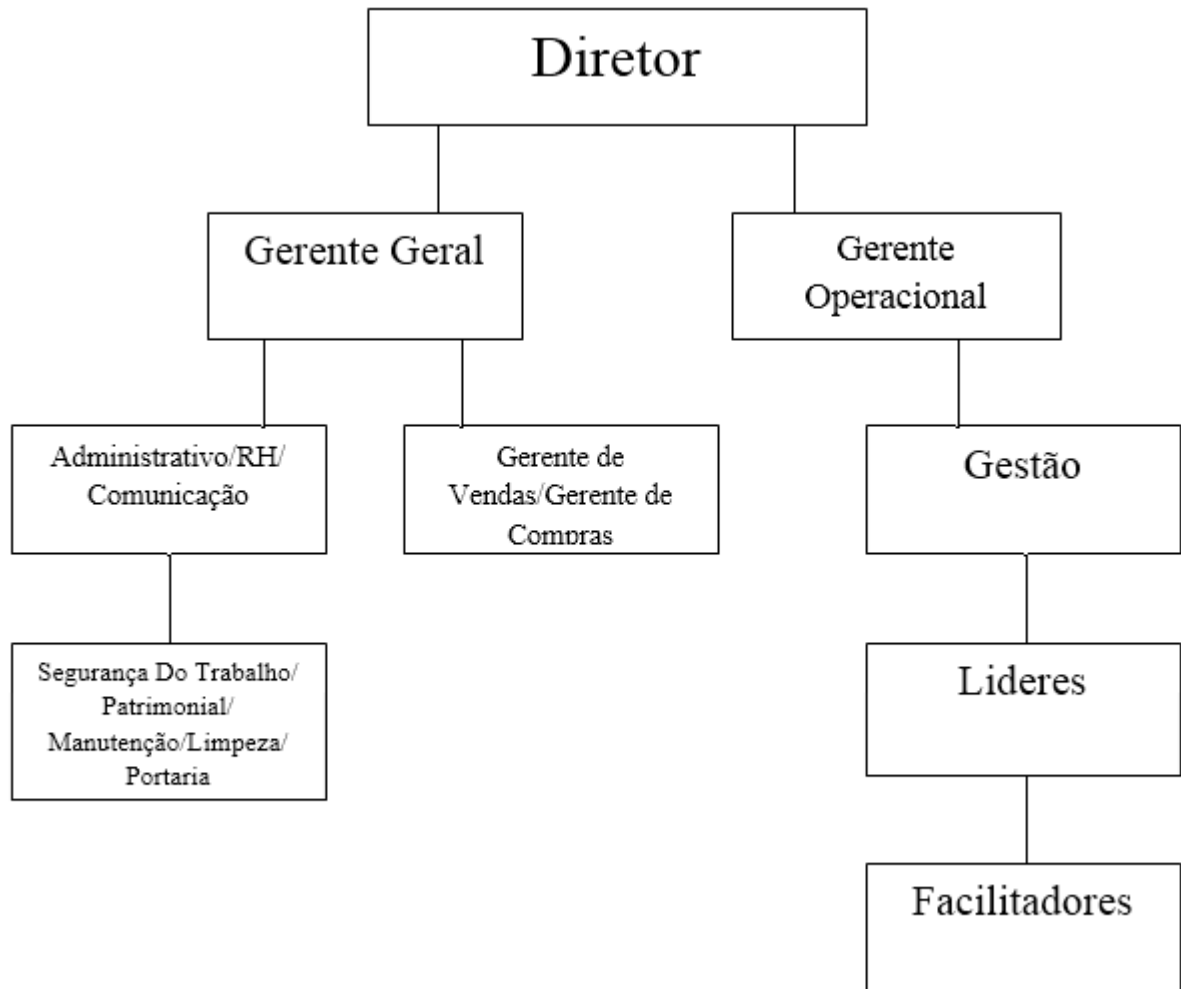 Diretor
Gerente Geral
Gerente
Operacional
Administrativo/RH/
Comunicação
Gerente de
Vendas/Gerente de
Compras
Gestão
Segurança Do Trabalho/
Patrimonial/
Manutenção/Limpeza/
Portaria
Lideres
Facilitadores